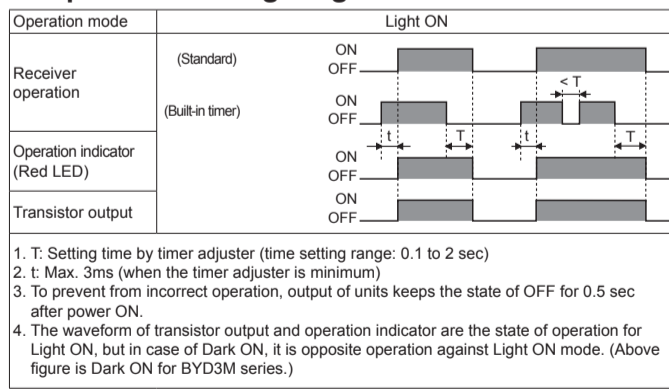 Operation mode
Light ON
Receiver
operation
(Standard)
ON
OFF
< T
(Built-in timer)
ON
OFF
t
T
t
T
Operation indicator
(Red LED)
ON
OFF
Transistor output
ON
OFF
1. T: Setting time by timer adjuster (time setting range: 0.1 to 2 sec)
2. t: Max. 3ms (when the timer adjuster is minimum)
3. To prevent from incorrect operation, output of units keeps the state of OFF for 0.5 sec
after power ON.
4. The waveform of transistor output and operation indicator are the state of operation for
Light ON, but in case of Dark ON, it is opposite operation against Light ON mode. (Above
figure is Dark ON for BYD3M series.)